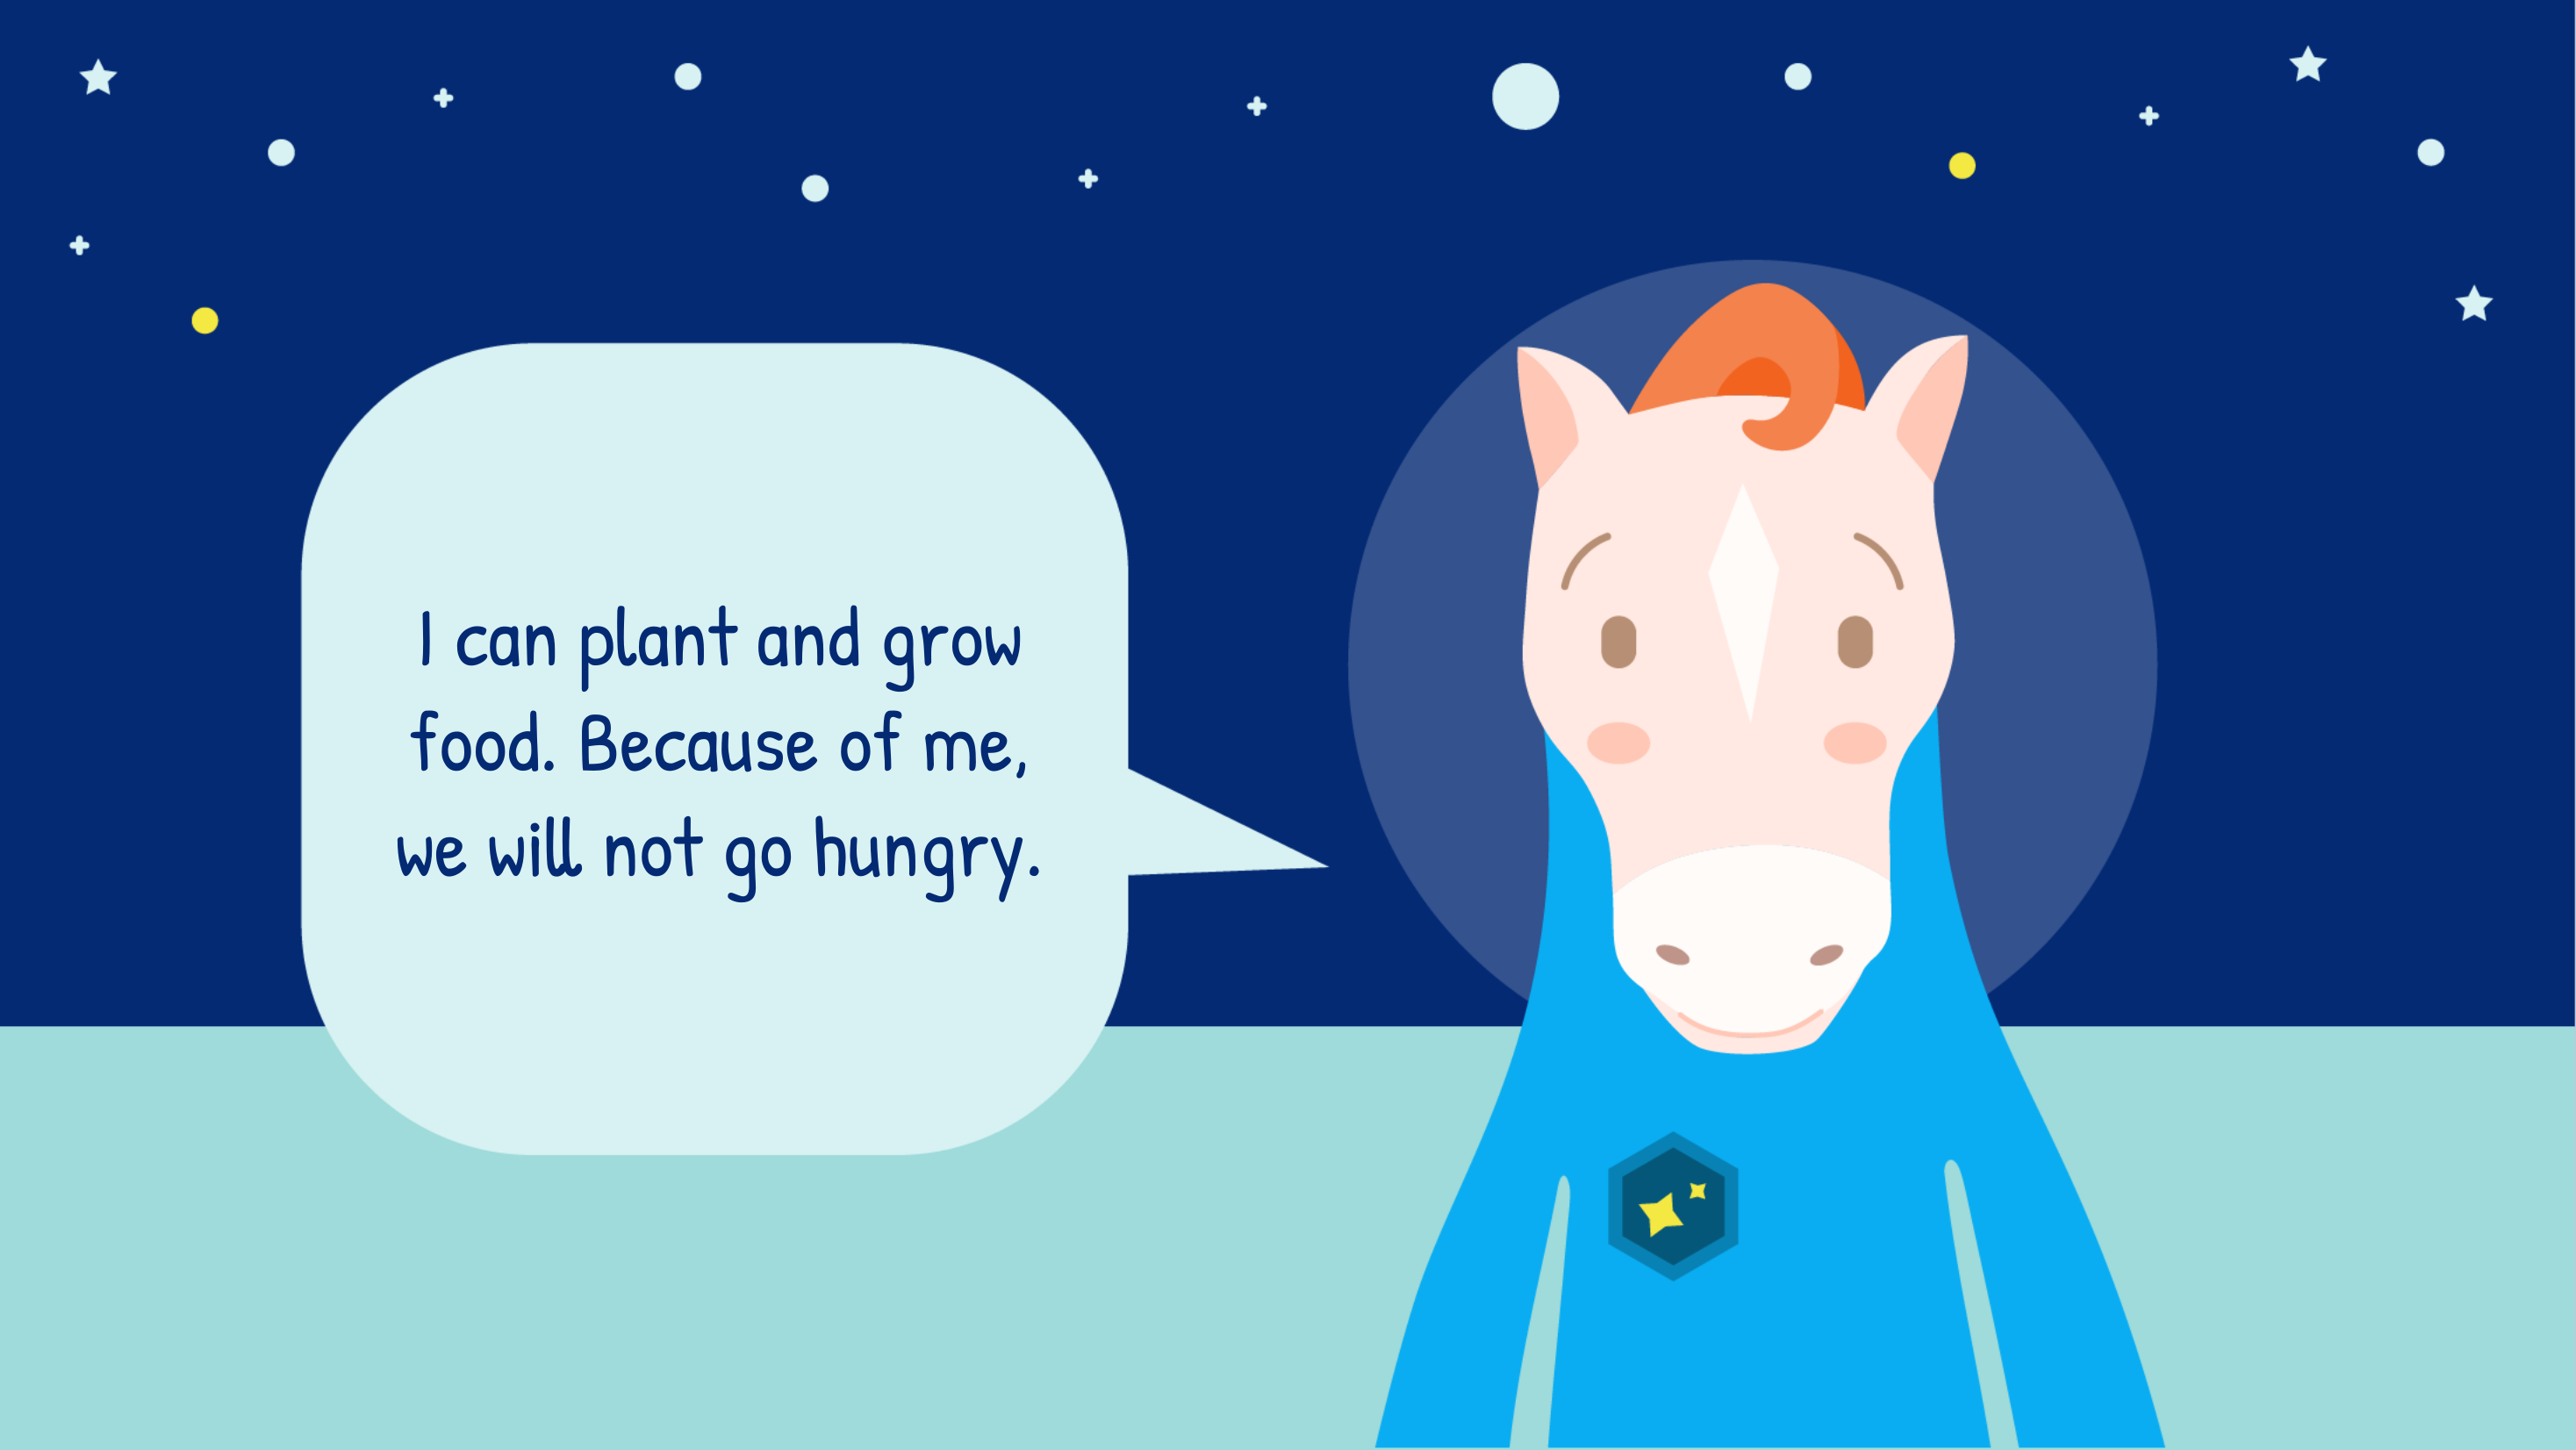 I can plant and grow
food. Because of me,
we will not go hungry.